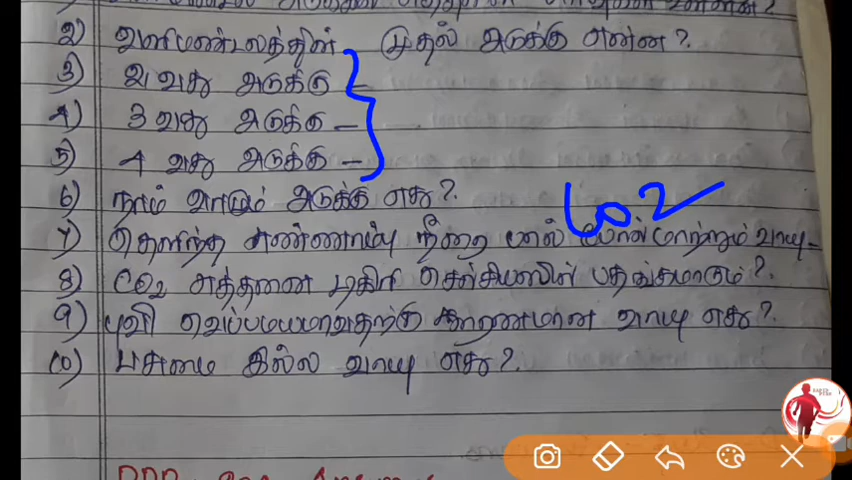 2) வளிமண்டலத்தின் முதல் அடுக்கு என்ன?
3) 2 வது அடுக்கு –
4) 3 வது அடுக்கு –
5) 4 வது அடுக்கு –
6) நாம் வாழும் அடுக்கு எது?
CO2
7) தெளிந்த சுண்ணாம்பு நீரை பால் போல் மாற்றும் வாயு –
8) CO2 எத்தனை டிகிரி செல்சியஸில் பதங்கமாகும்?
9) புவி வெப்பமயமாவதற்கு காரணமான வாயு எது?
10) பசுமை இல்ல வாயு எது?